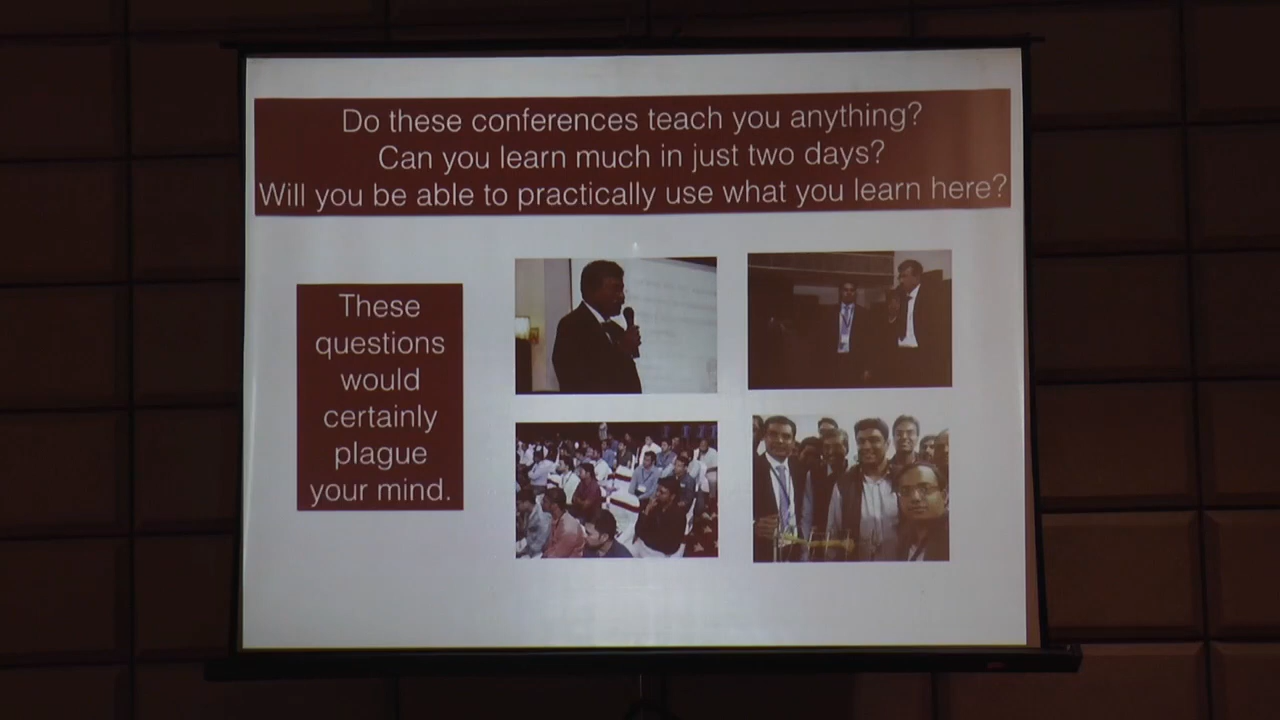 Do these conferences teach you anything?
Can you learn much in just two days?
Will you be able to practically use what you learn here?
These
questions
would
certainly
plague
your mind.